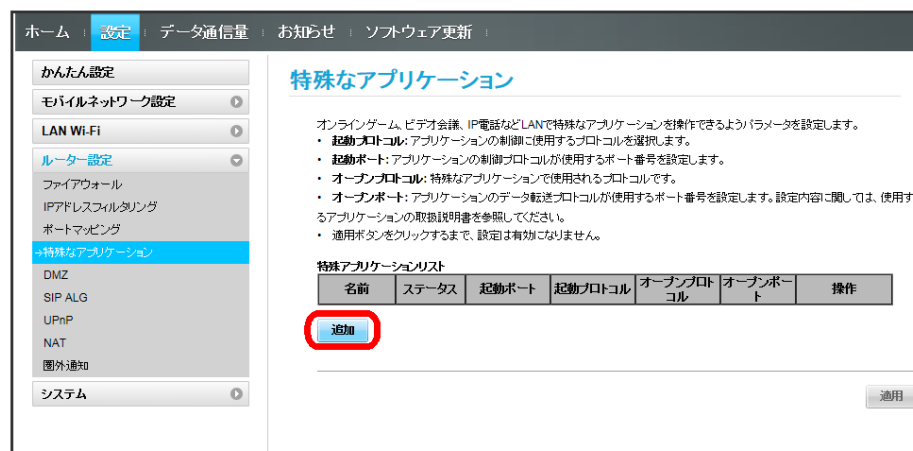 ホーム 設定 データ通信量 お知らせ ソフトウェア更新
かんたん設定
モバイルネットワーク設定
LAN Wi-Fi
ルーター設定
ファイアウォール
IPアドレスフィルタリング
ポートマッピング
→特殊なアプリケーション
DMZ
SIP ALG
UPnP
NAT
圏外通知
システム
特殊なアプリケーション
オンラインゲーム、ビデオ会議、IP電話などLANで特殊なアプリケーションを操作できるようパラメータを設定します。
・ 起動プロトコル: アプリケーションの制御に使用するプロトコルを選択します。
・ 起動ポート: アプリケーションの制御プロトコルが使用するポート番号を設定します。
・ オープンプロトコル: 特殊なアプリケーションで使用されるプロトコルです。
・ オープンポート: アプリケーションのデータ転送プロトコルが使用するポート番号を設定します。設定内容に関しては、使用す
るアプリケーションの取扱説明書を参照してください。
・ 適用ボタンをクリックするまで、設定は有効になりません。
特殊アプリケーションリスト
名前 ステータス 起動ポート 起動プロトコル オープンプロト オープンポー 操作
コル ト
追加
適用